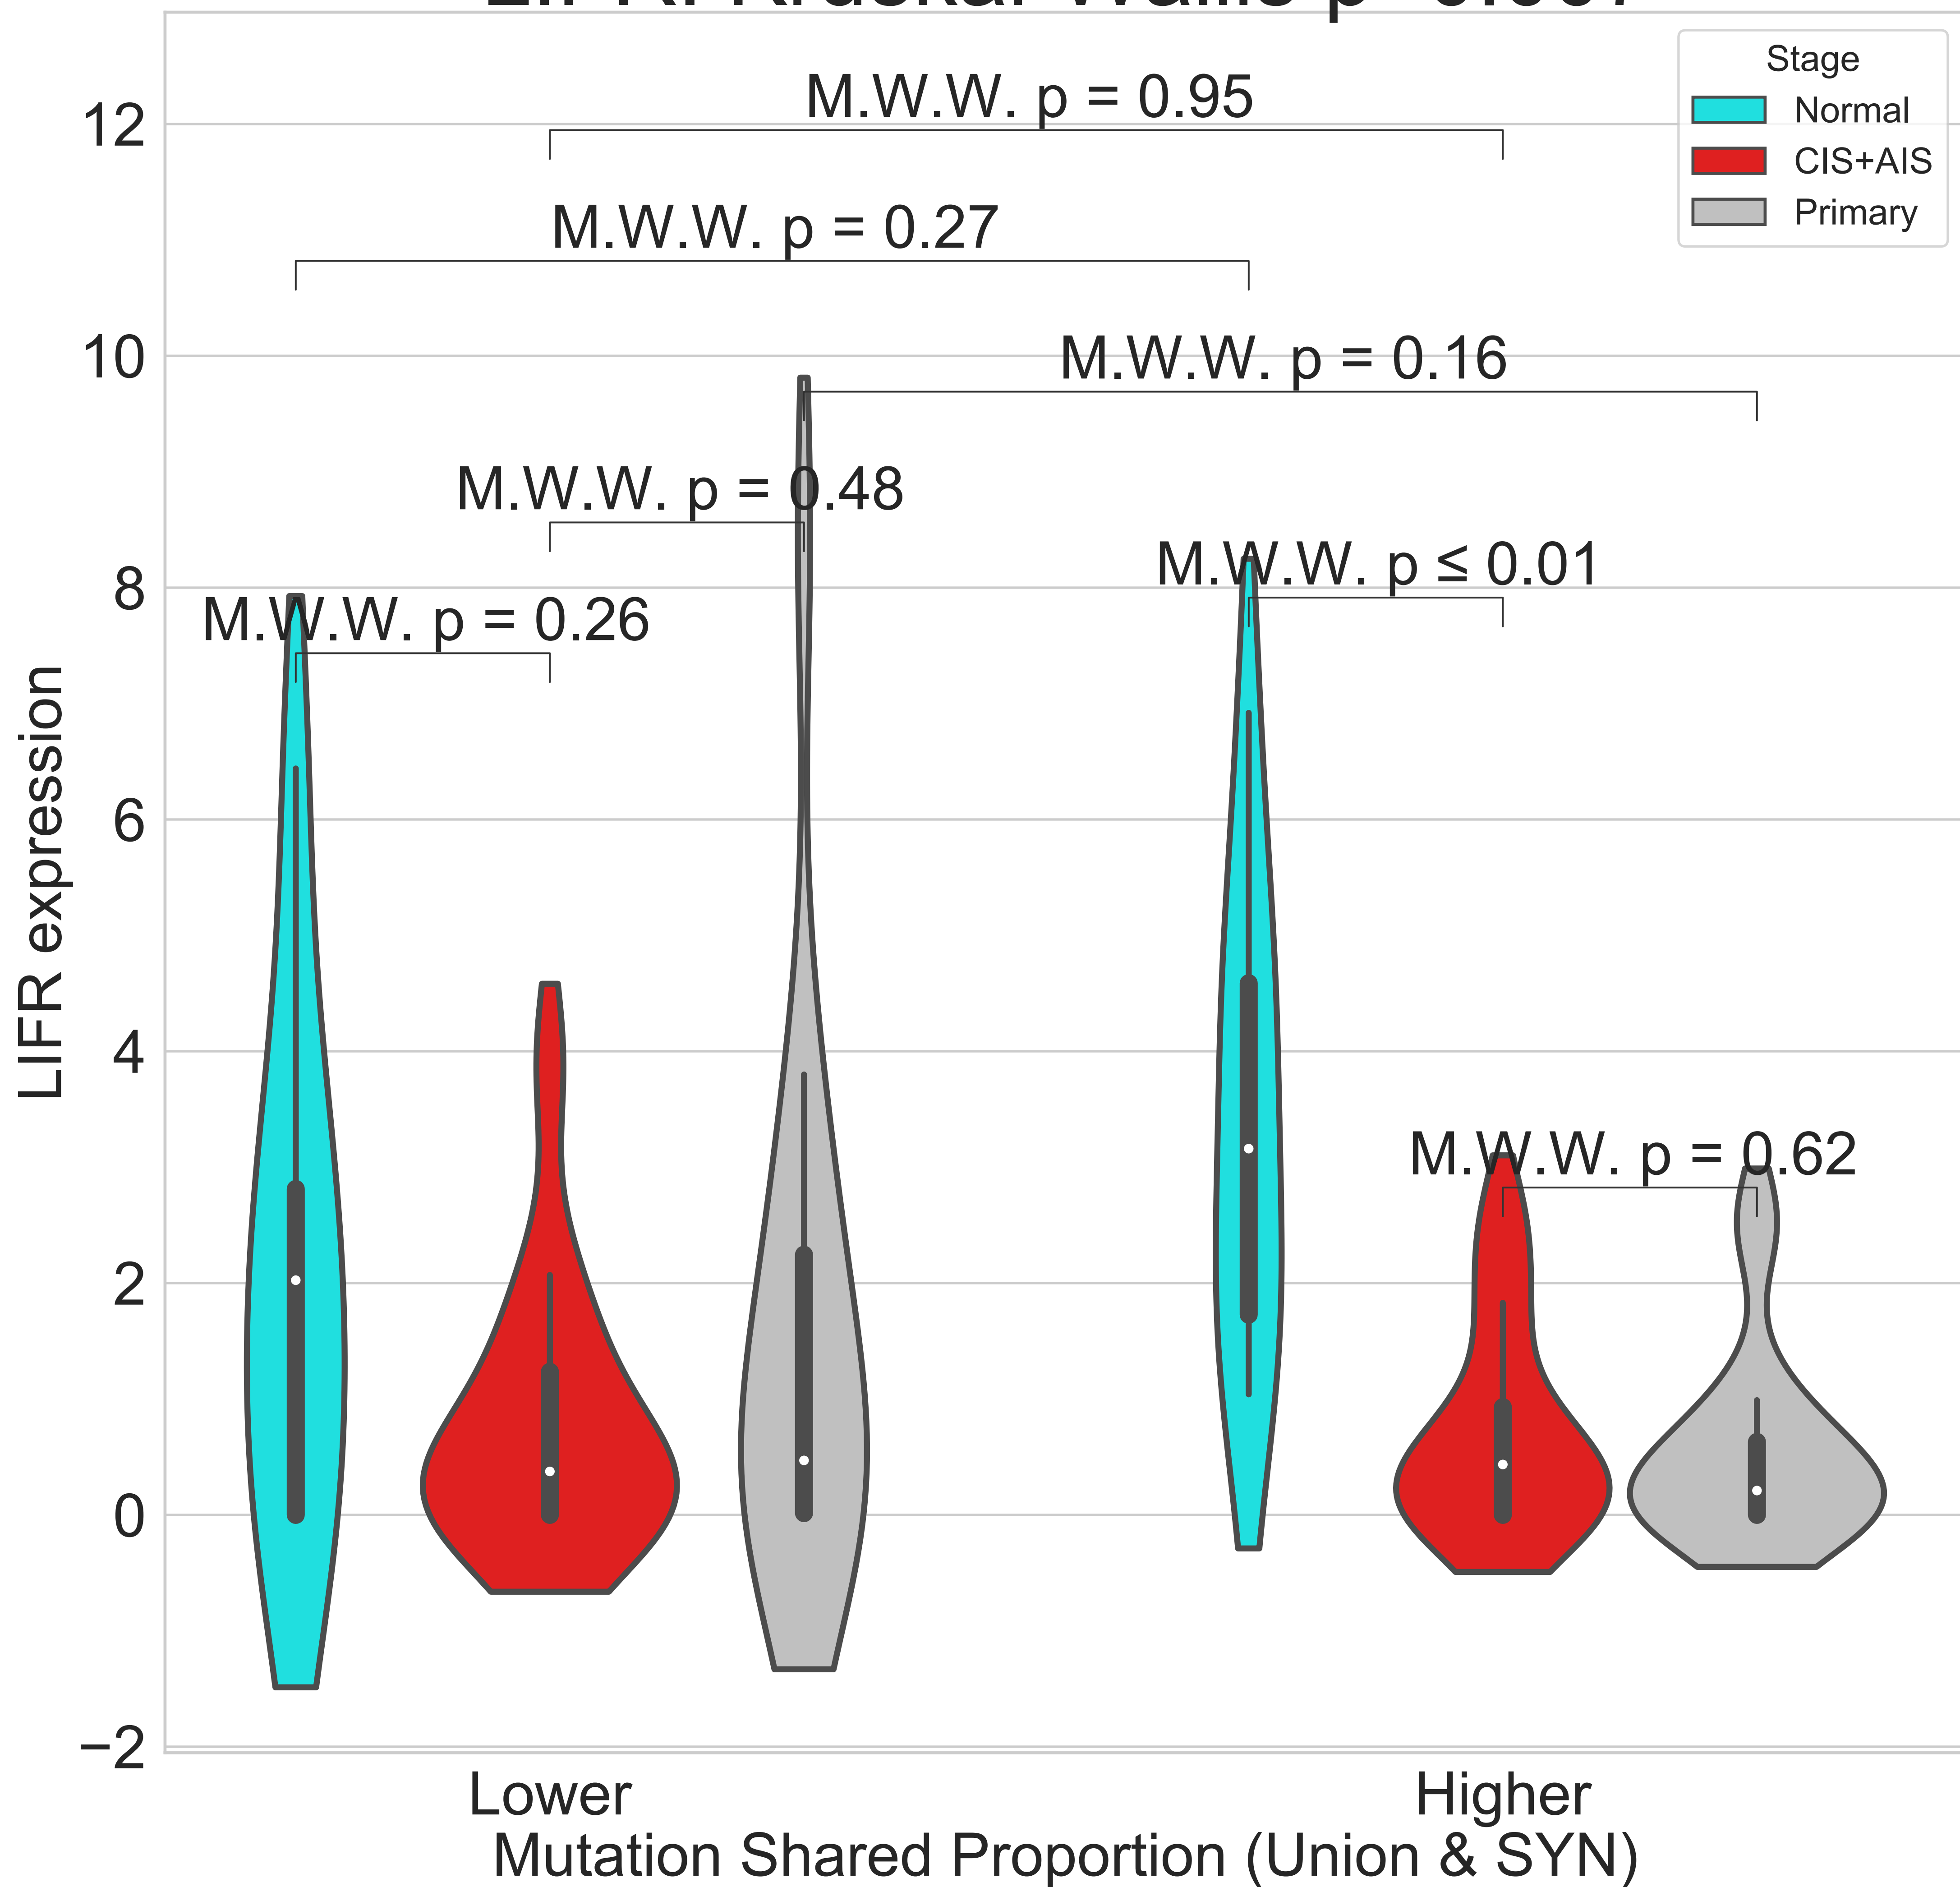 Stage
Normal
CIS+AIS
Primary
M.W.W. p = 0.95
M.W.W. p = 0.27
M.W.W. p = 0.16
M.W.W. p = 0.48
M.W.W. p ≤ 0.01
M.W.W. p = 0.26
M.W.W. p = 0.62
12
10
8
6
4
2
0
−2
LIFR expression
Lower
Higher
Mutation Shared Proportion (Union & SYN)